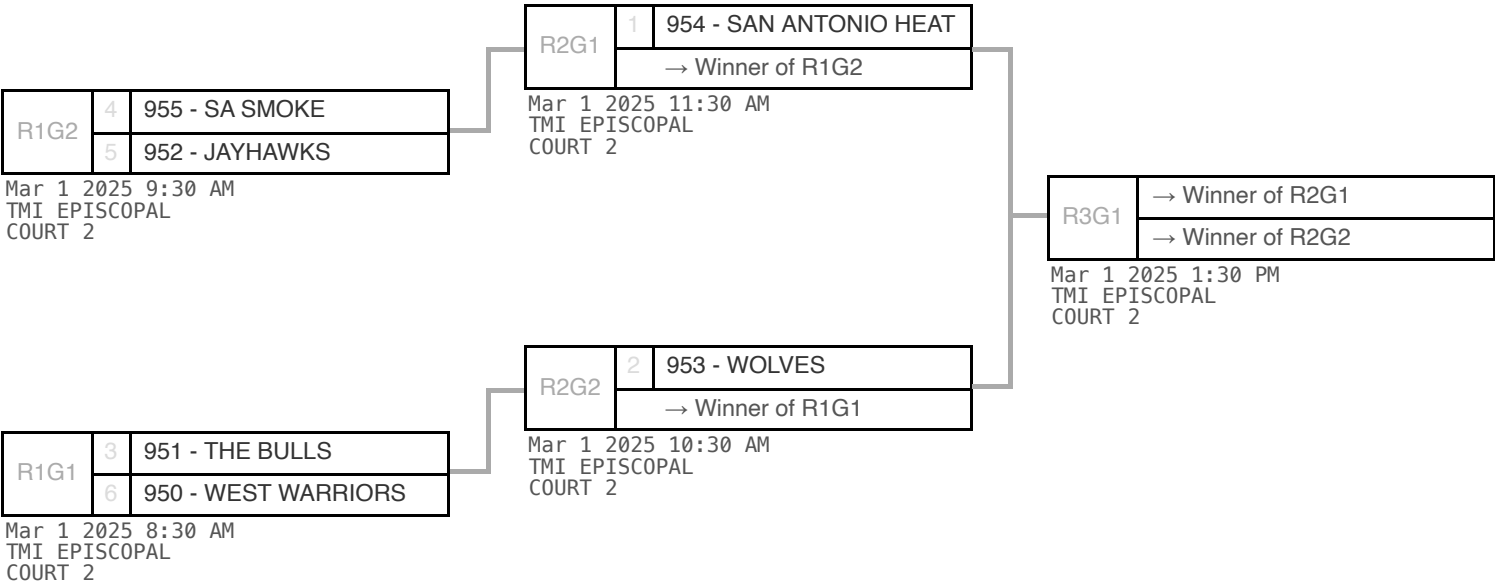 R1G2
4
955 - SA SMOKE
5
952 - JAYHAWKS
Mar 1 2025 9:30 AM
TMI EPISCOPAL
COURT 2
R1G1
3
951 - THE BULLS
6
950 - WEST WARRIORS
Mar 1 2025 8:30 AM
TMI EPISCOPAL
COURT 2
R2G1
1
954 - SAN ANTONIO HEAT
→ Winner of R1G2
Mar 1 2025 11:30 AM
TMI EPISCOPAL
COURT 2
R2G2
2
953 - WOLVES
→ Winner of R1G1
Mar 1 2025 10:30 AM
TMI EPISCOPAL
COURT 2
R3G1
→ Winner of R2G1
→ Winner of R2G2
Mar 1 2025 1:30 PM
TMI EPISCOPAL
COURT 2